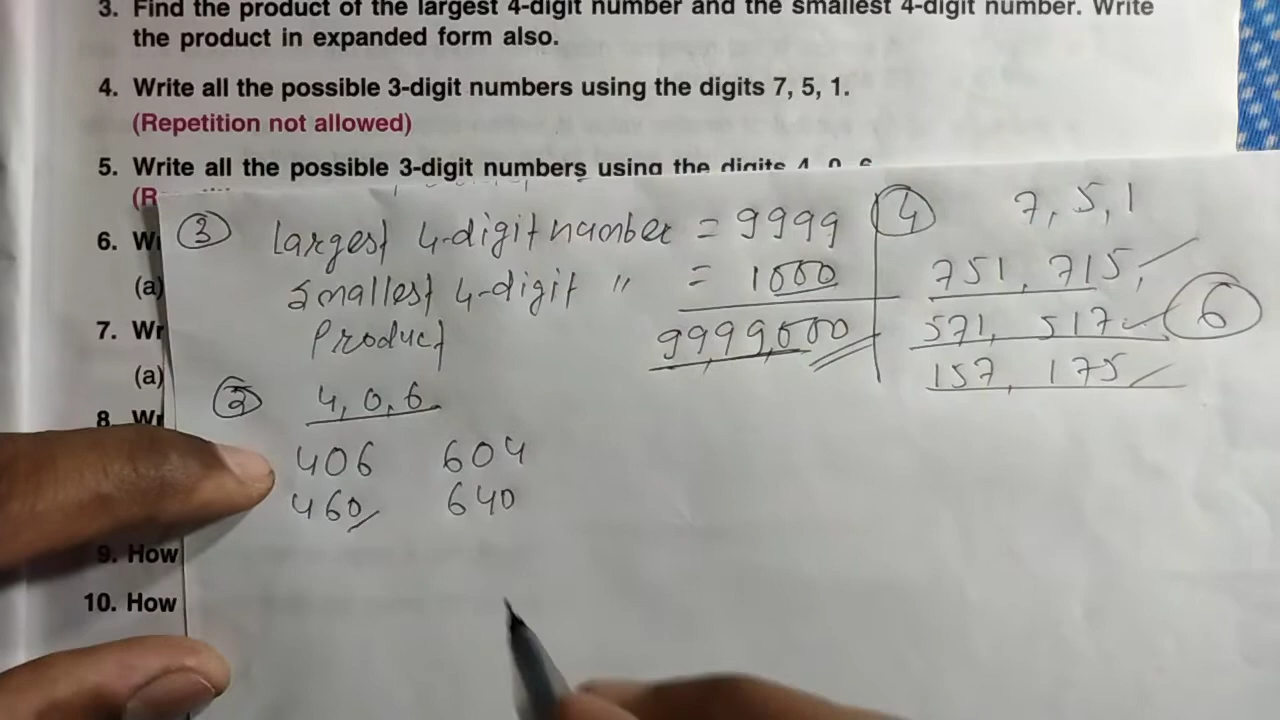 3. Find the product of the largest 4-digit number and the smallest 4-digit number. Write
the product in expanded form also.
4. Write all the possible 3-digit numbers using the digits 7, 5, 1.
(Repetition not allowed)
5. Write all the possible 3-digit numbers using the digits 4, 0, 6
(R
6. W
(a)
7. Wr
(a)
8. Wr
9. How
10. How
3 Largest 4-digit number = 9999
Smallest 4-digit " = 1000
Product 9999,000
4, 0, 6
406 604
460 640
4 7, 5, 1
751, 715,
571, 517 6
157, 175